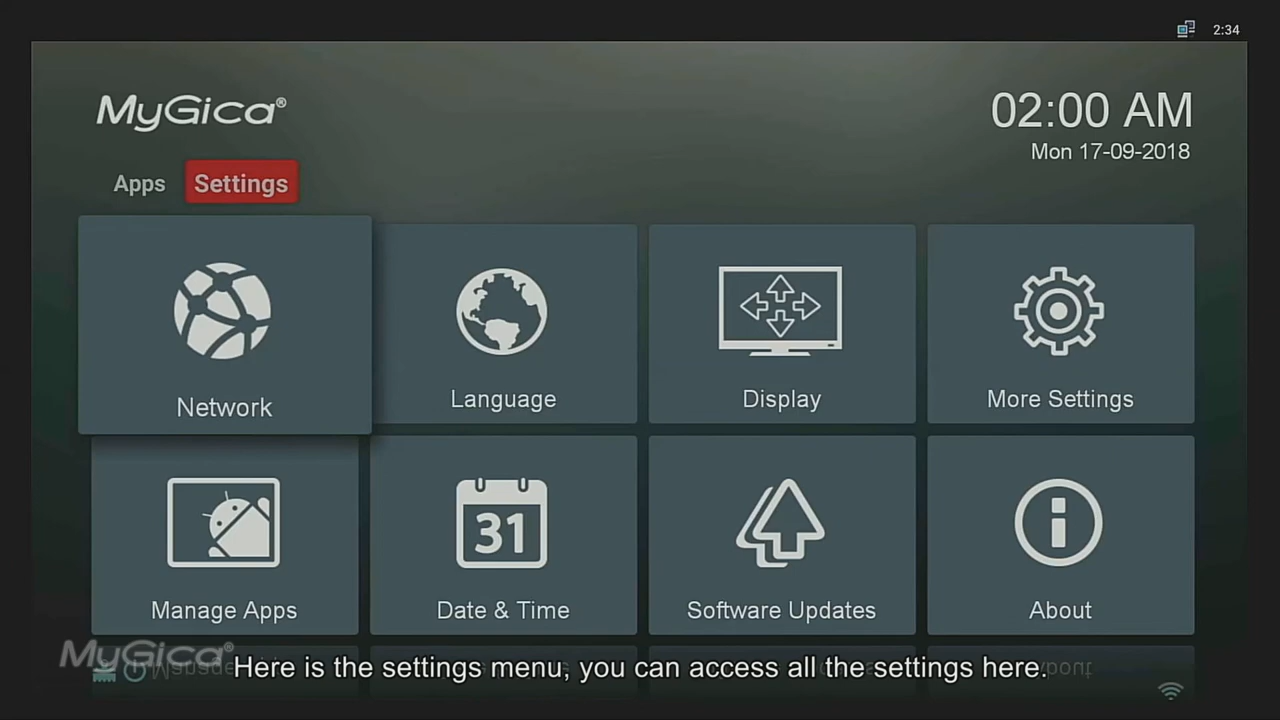 2:34
MyGica®
02:00 AM
Mon 17-09-2018
Apps
Settings
Network
Language
Display
More Settings
31
Manage Apps
Date & Time
Software Updates
About
MyGica®
Here is the settings menu, you can access all the settings here.